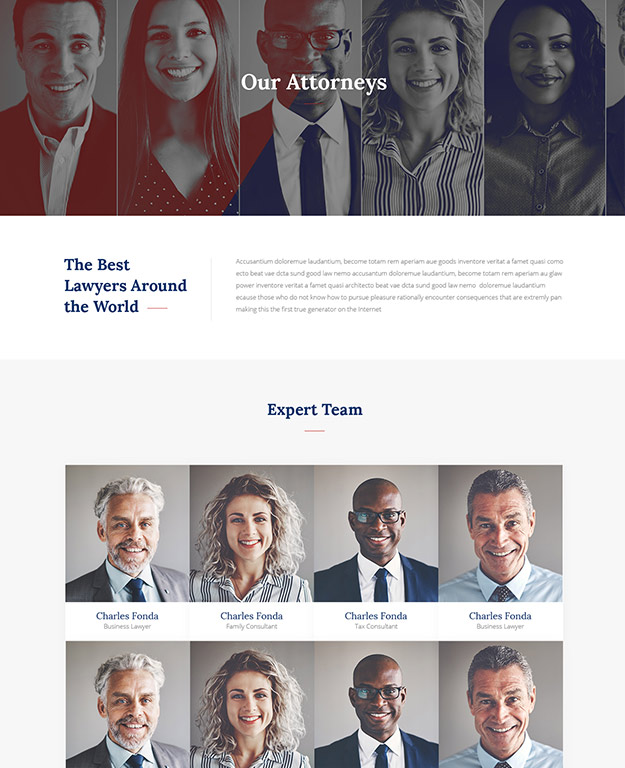 Our Attorneys
The Best
Lawyers Around
the World
Accusantium doloremue laudantium, become totam rem aperiam aue goods inventore veritat a famet quasi como
ecto beat vae dcta sund good law nemo accusantum doloremue laudantium, become totam rem aperiam au glaw
power inventore veritat a famet quasi architecto beat vae dcta sund good law nemo  doloremue laudantium
ecause those who do not know how to pursue pleasure rationally encounter consequences that are extremly pan
making this the first true generator on the Internet
Expert Team
Charles Fonda Charles Fonda Charles Fonda Charles Fonda
Business Lawyer Family Consultant Tax Consultant Business Lawyer